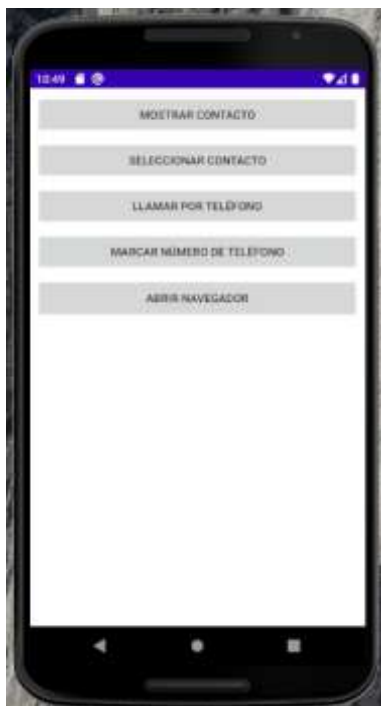 10:49
MOSTRAR CONTACTO
SELECCIONAR CONTACTO
LLAMAR POR TELÉFONO
MARCAR NÚMERO DE TELÉFONO
ABRIR NAVEGADOR